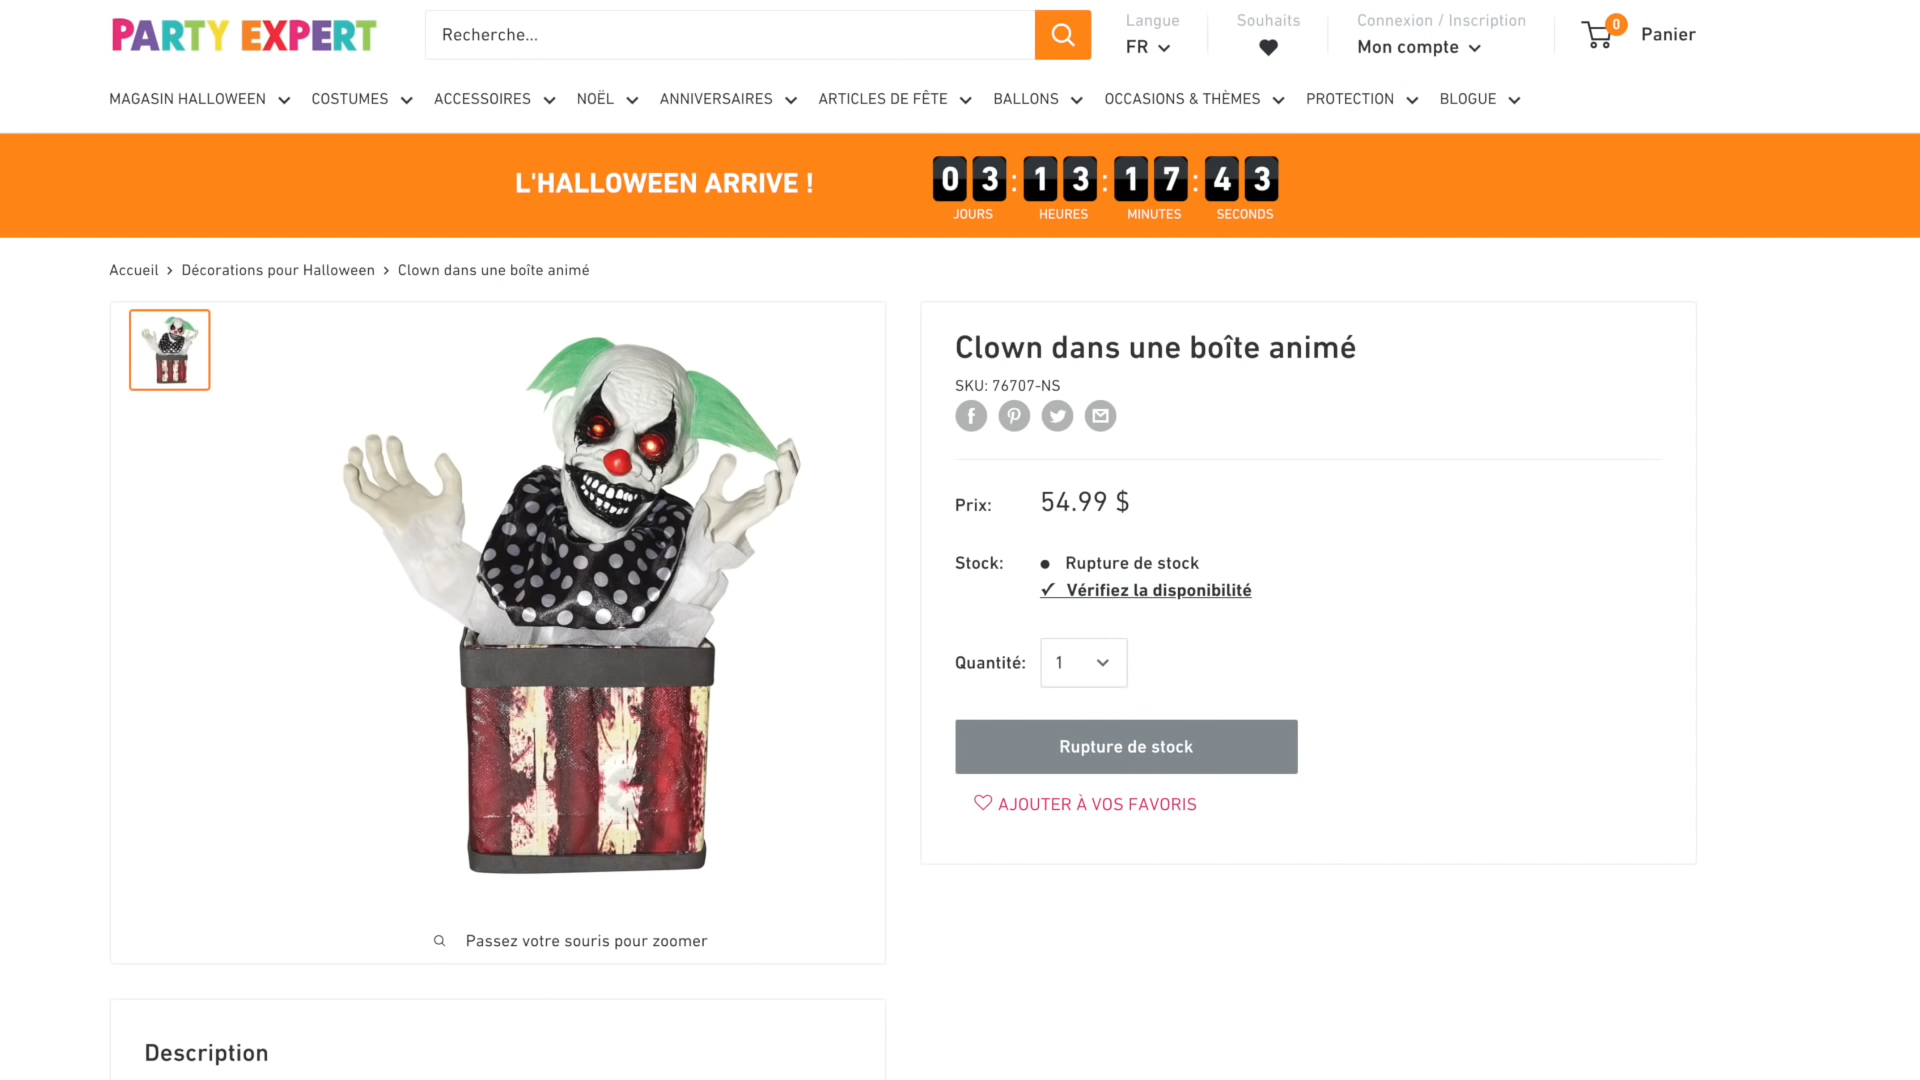 PARTY EXPERT
Recherche...
Langue
FR
Souhaits
Connexion / Inscription
Mon compte
0
Panier
MAGASIN HALLOWEEN
COSTUMES
ACCESSOIRES
NOËL
ANNIVERSAIRES
ARTICLES DE FÊTE
BALLONS
OCCASIONS & THÈMES
PROTECTION
BLOGUE
L'HALLOWEEN ARRIVE !
03:13:17:43
JOURS HEURES MINUTES SECONDS
Accueil > Décorations pour Halloween > Clown dans une boîte animé
Clown dans une boîte animé
SKU: 76707-NS
Prix: 54.99 $
Stock: Rupture de stock
✓ Vérifiez la disponibilité
Quantité: 1
Rupture de stock
AJOUTER À VOS FAVORIS
Passez votre souris pour zoomer
Description